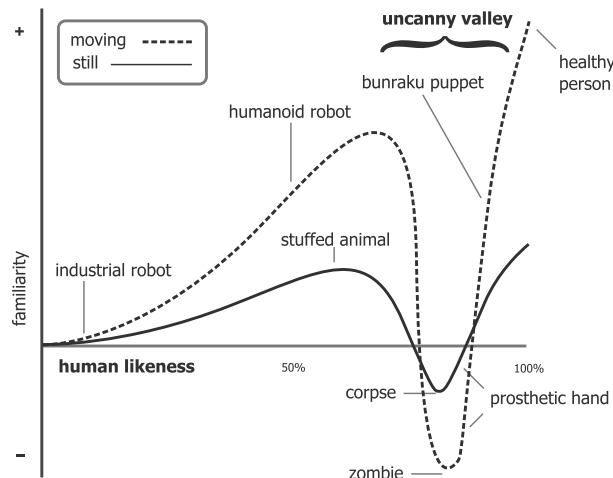 +
uncanny valley
moving
still
healthy
person
bunraku puppet
humanoid robot
stuffed animal
industrial robot
familiarity
human likeness
50%
100%
corpse
prosthetic hand
–
zombie